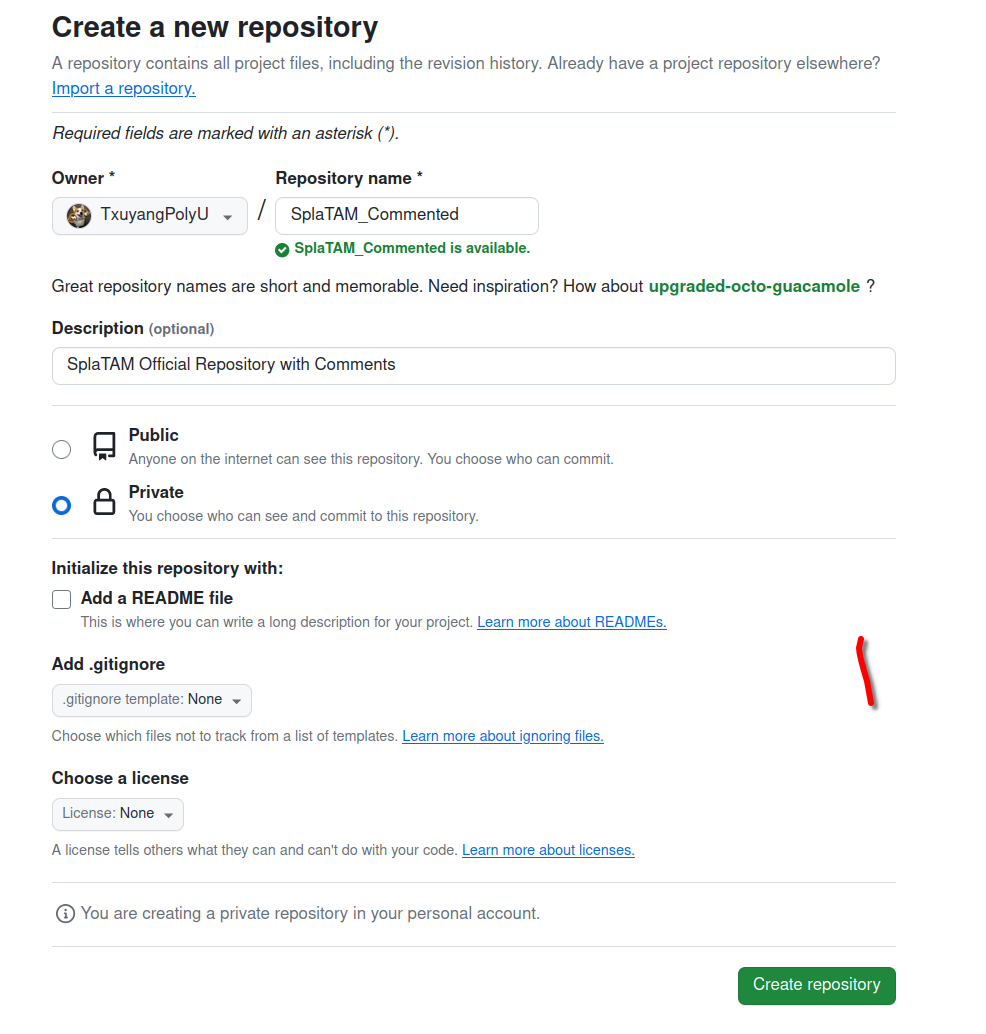 Create a new repository
A repository contains all project files, including the revision history. Already have a project repository elsewhere?
Import a repository.
Required fields are marked with an asterisk (*).
Owner *
Repository name *
TxuyangPolyU
/
SplaTAM_Commented
SplaTAM_Commented is available.
Great repository names are short and memorable. Need inspiration? How about upgraded-octo-guacamole ?
Description (optional)
SplaTAM Official Repository with Comments
Public
Anyone on the internet can see this repository. You choose who can commit.
Private
You choose who can see and commit to this repository.
Initialize this repository with:
Add a README file
This is where you can write a long description for your project. Learn more about READMEs.
Add .gitignore
.gitignore template: None
Choose which files not to track from a list of templates. Learn more about ignoring files.
Choose a license
License: None
A license tells others what they can and can't do with your code. Learn more about licenses.
You are creating a private repository in your personal account.
Create repository